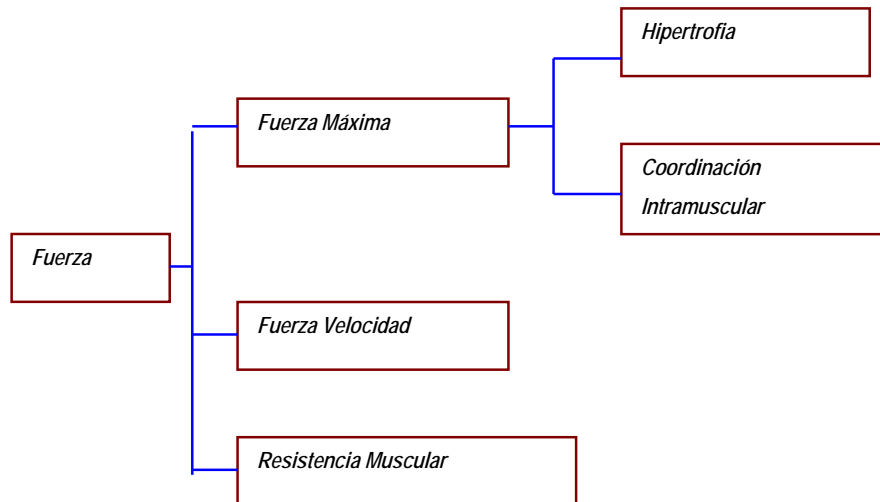 Hipertrofia
Fuerza Máxima
Coordinación
Intramuscular
Fuerza
Fuerza Velocidad
Resistencia Muscular